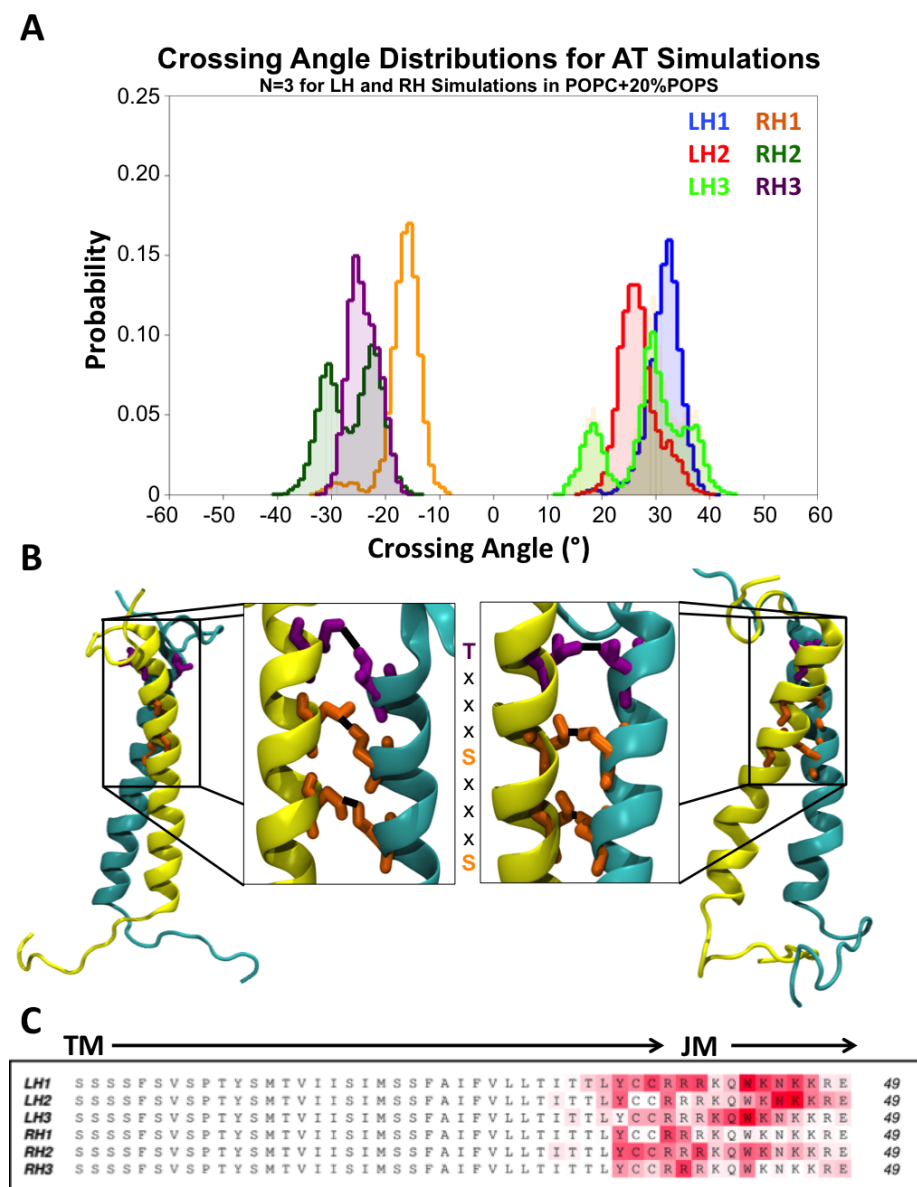 A
Crossing Angle Distributions for AT Simulations
N=3 for LH and RH Simulations in POPC+20%POPS
0.25
0.20
0.15
0.10
0.05
0
Probability
LH1 RH1
LH2 RH2
LH3 RH3
-60 -50 -40 -30 -20 -10 0 10 20 30 40 50 60
Crossing Angle (°)
B
T
x
x
x
S
x
x
x
S
C
TM
JM
LH1 S S S S F S V S P T Y S M T V I I S I M S S F A I F V L L T I T T L Y C C R R R K Q W K N K K R E 49
LH2 S S S S F S V S P T Y S M T V I I S I M S S F A I F V L L T I T T L Y C C R R R K Q W K N K K R E 49
LH3 S S S S F S V S P T Y S M T V I I S I M S S F A I F V L L T I T T L Y C C R R R K Q W K N K K R E 49
RH1 S S S S F S V S P T Y S M T V I I S I M S S F A I F V L L T I T T L Y C C R R R K Q W K N K K R E 49
RH2 S S S S F S V S P T Y S M T V I I S I M S S F A I F V L L T I T T L Y C C R R R K Q W K N K K R E 49
RH3 S S S S F S V S P T Y S M T V I I S I M S S F A I F V L L T I T T L Y C C R R R K Q W K N K K R E 49